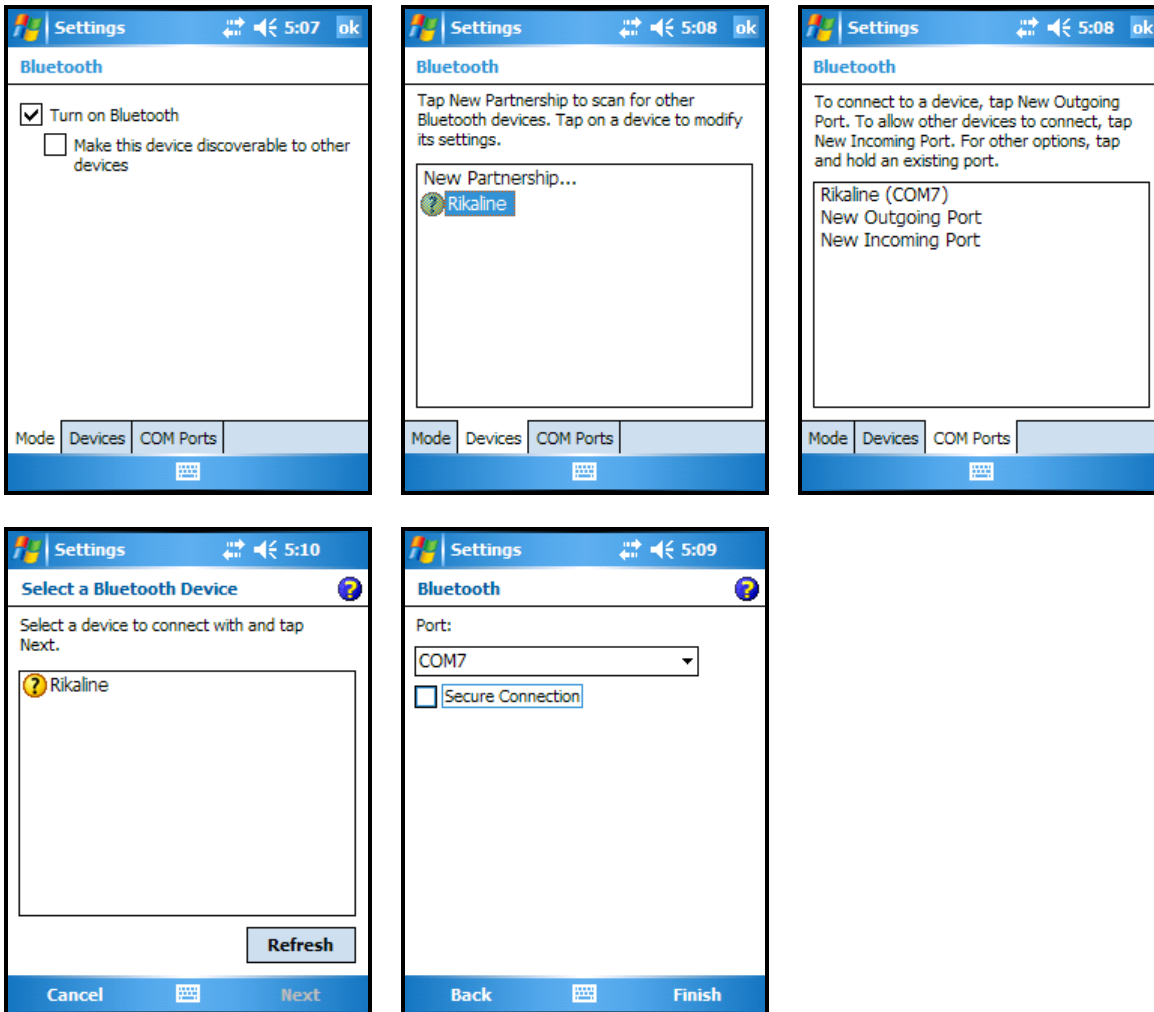 Settings 5:07 ok
Bluetooth
Turn on Bluetooth
Make this device discoverable to other
devices
Mode Devices COM Ports
Settings 5:08 ok
Bluetooth
Tap New Partnership to scan for other
Bluetooth devices. Tap on a device to modify
its settings.
New Partnership...
? Rikaline
Mode Devices COM Ports
Settings 5:08 ok
Bluetooth
To connect to a device, tap New Outgoing
Port. To allow other devices to connect, tap
New Incoming Port. For other options, tap
and hold an existing port.
Rikaline (COM7)
New Outgoing Port
New Incoming Port
Mode Devices COM Ports
Settings 5:10
Select a Bluetooth Device ?
Select a device to connect with and tap
Next.
? Rikaline
Refresh
Cancel Next
Settings 5:09
Bluetooth ?
Port:
COM7
Secure Connection
Back Finish